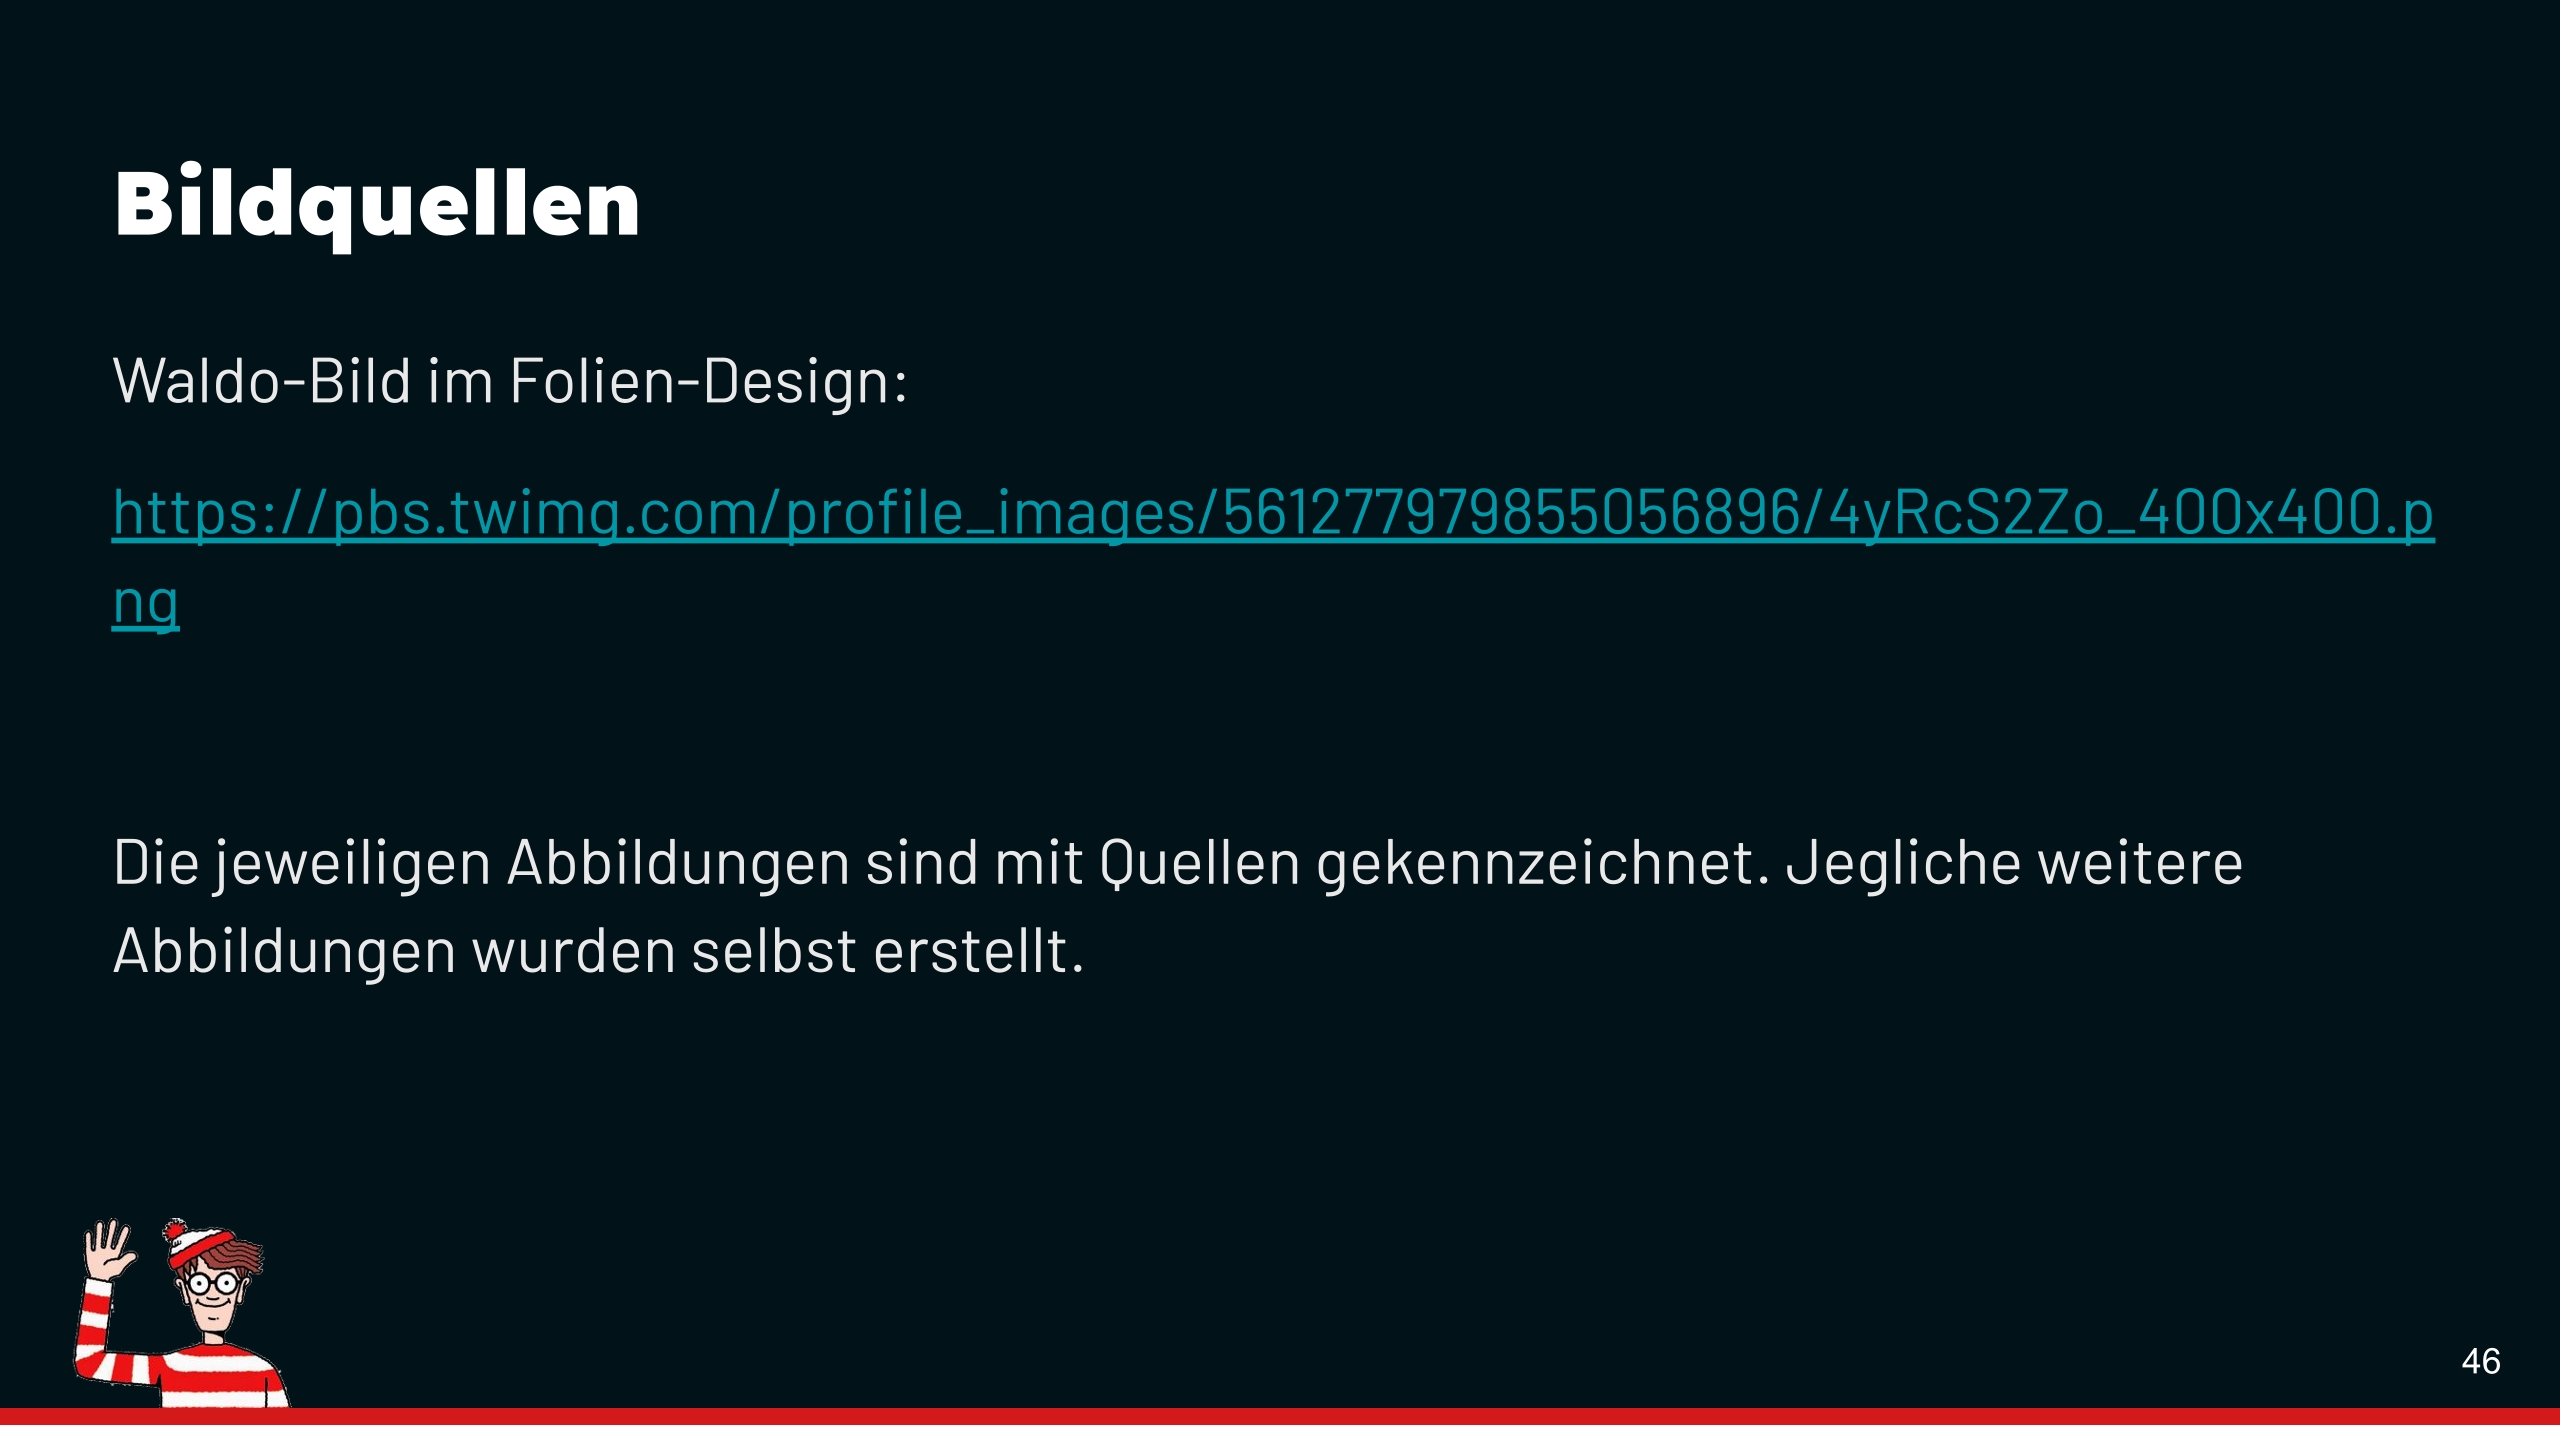 Bildquellen
Waldo-Bild im Folien-Design:
https://pbs.twimg.com/profile_images/561277979855056896/4yRcS2Zo_400x400.p
ng
Die jeweiligen Abbildungen sind mit Quellen gekennzeichnet. Jegliche weitere
Abbildungen wurden selbst erstellt.
46